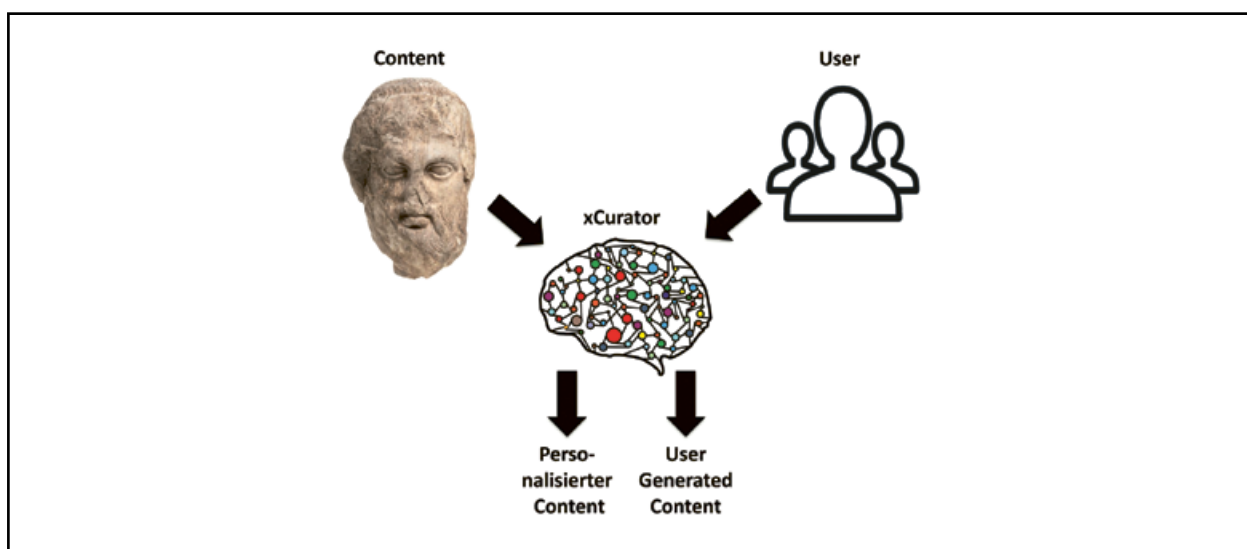 Content
User
xCurator
Perso-
nalisierter
Content
User
Generated
Content